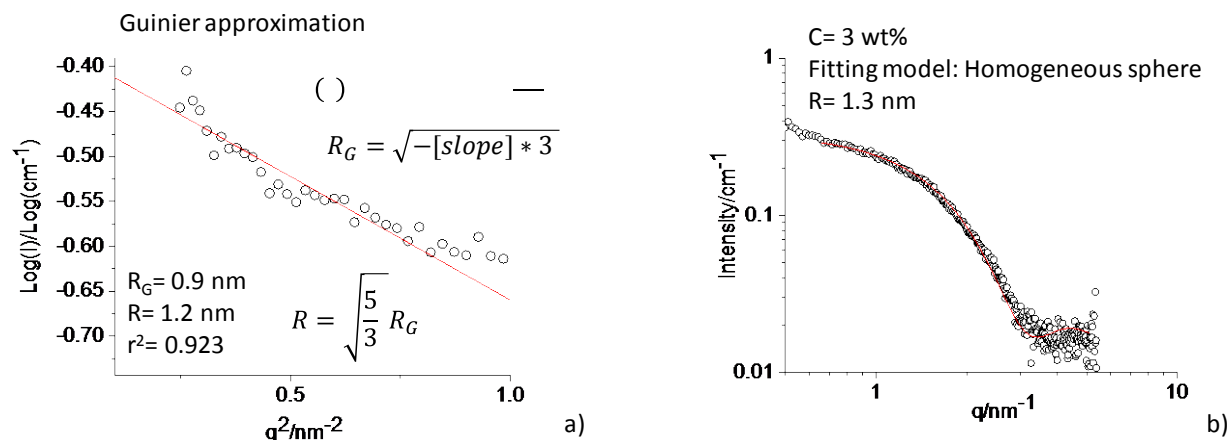 Guinier approximation
-0.40
-0.45
-0.50
-0.55
-0.60
-0.65
-0.70
Log(I)/Log(cm⁻¹)
( ) —
R_G = √−[slope] ∗ 3
R_G= 0.9 nm
R= 1.2 nm
r²= 0.923
R = √5/3 R_G
0.5 1.0
q²/nm⁻²
a)
C= 3 wt%
Fitting model: Homogeneous sphere
R= 1.3 nm
1
0.1
0.01
Intensity/cm⁻¹
1 10
q/nm⁻¹
b)